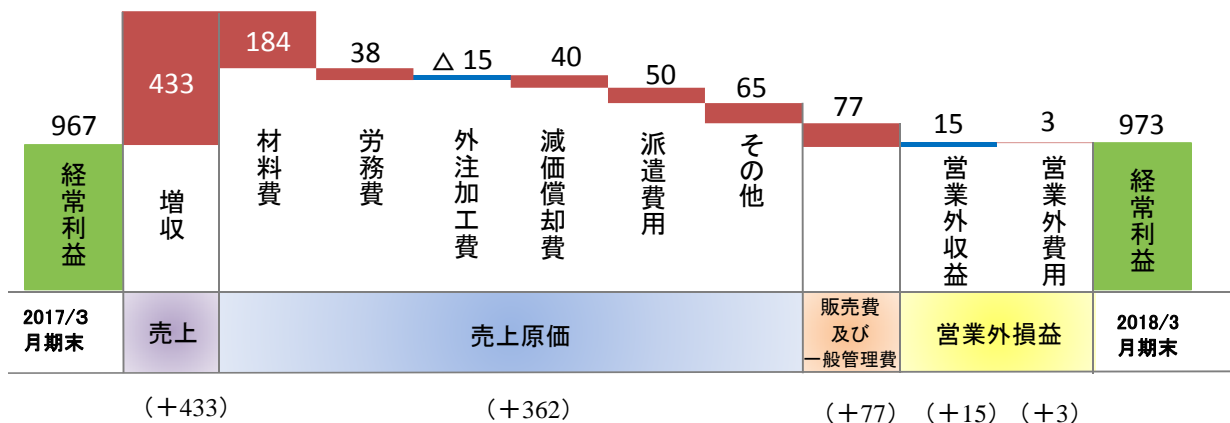 967
433
184
38
△ 15
40
50
65
77
15
3
973
経常利益
増収
材料費
労務費
外注加工費
減価償却費
派遣費用
その他
営業外収益
営業外費用
経常利益
2017/3
月期末
売上
売上原価
販売費
及び
一般管理費
営業外損益
2018/3
月期末
(+433)
(+362)
(+77)
(+15)
(+3)